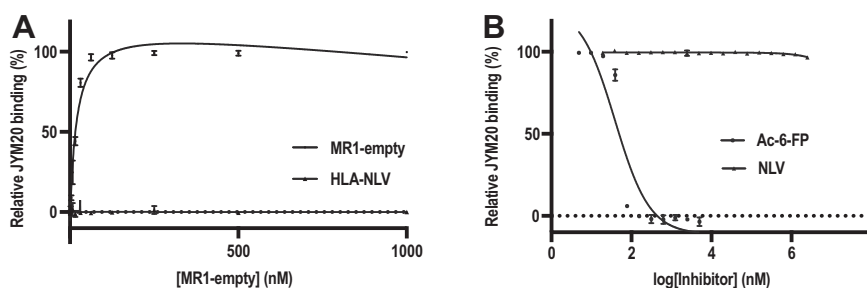 A
Relative JYM20 binding (%)
100
50
0
MR1-empty
HLA-NLV
500
1000
[MR1-empty] (nM)
B
Relative JYM20 binding (%)
100
50
0
Ac-6-FP
NLV
0
2
4
6
log[Inhibitor] (nM)